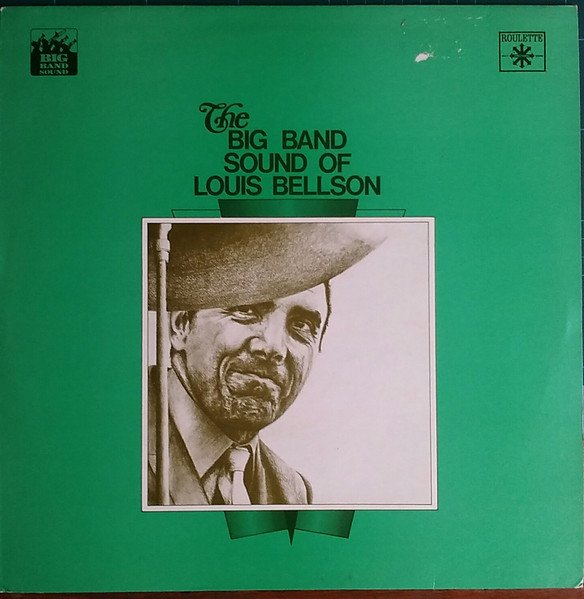 BIG
BAND
SOUND
ROULETTE
The
BIG BAND
SOUND OF
LOUIS BELLSON